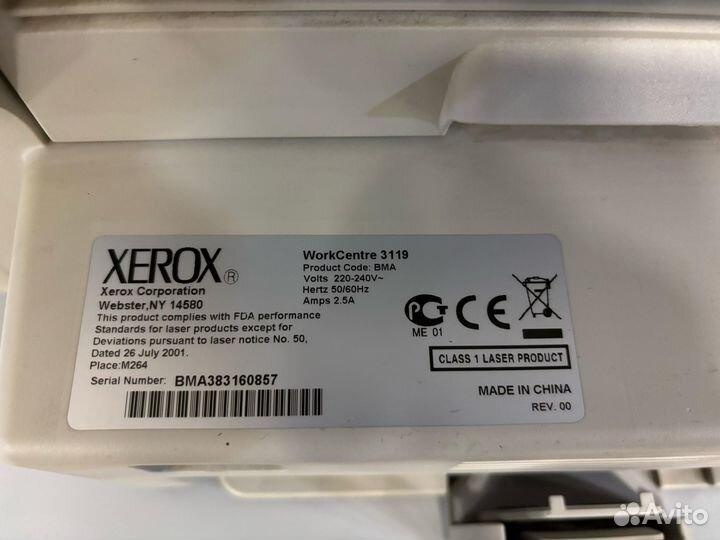 XEROX®
Xerox Corporation
Webster,NY 14580
This product complies with FDA performance
Standards for laser products except for
Deviations pursuant to laser notice No. 50,
Dated 26 July 2001.
Place:M264
Serial Number: BMA383160857
WorkCentre 3119
Product Code: BMA
Volts 220-240V~
Hertz 50/60Hz
Amps 2.5A
РСТ CE
ME 01
CLASS 1 LASER PRODUCT
MADE IN CHINA
REV. 00
Avito